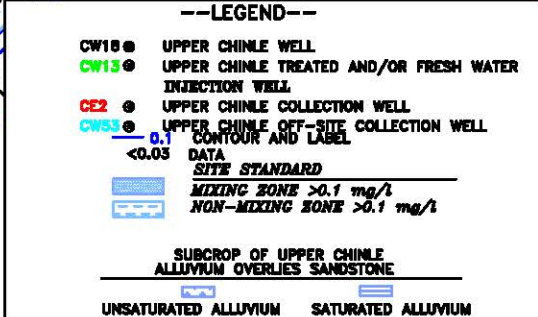 --LEGEND--
CW18 UPPER CHINLE WELL
CW13 UPPER CHINLE TREATED AND/OR FRESH WATER
INJECTION WELL
CE2 UPPER CHINLE COLLECTION WELL
CW53 UPPER CHINLE OFF-SITE COLLECTION WELL
0.1 CONTOUR AND LABEL
<0.03 DATA
SITE STANDARD
MIXING ZONE >0.1 mg/l
NON-MIXING ZONE >0.1 mg/l
SUBCROP OF UPPER CHINLE
ALLUVIUM OVERLIES SANDSTONE
UNSATURATED ALLUVIUM SATURATED ALLUVIUM